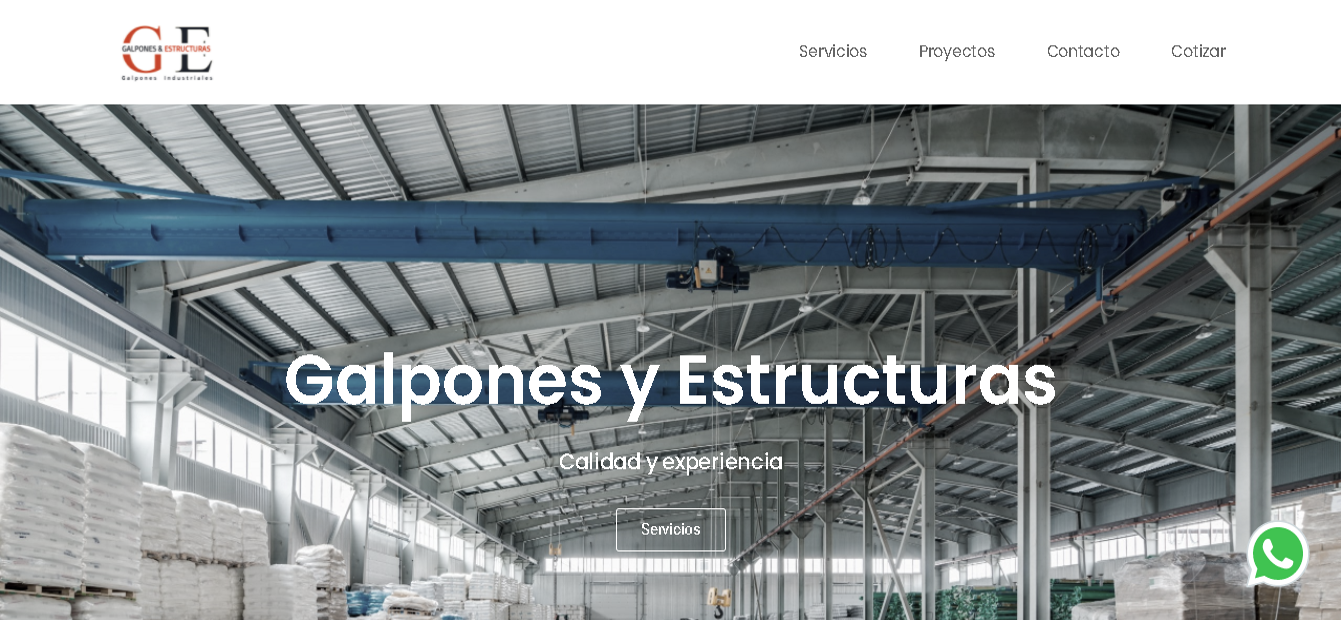 GE
GALPONES & ESTRUCTURAS
Galpones Industriales
Servicios Proyectos Contacto Cotizar
Galpones y Estructuras
Calidad y experiencia
Servicios